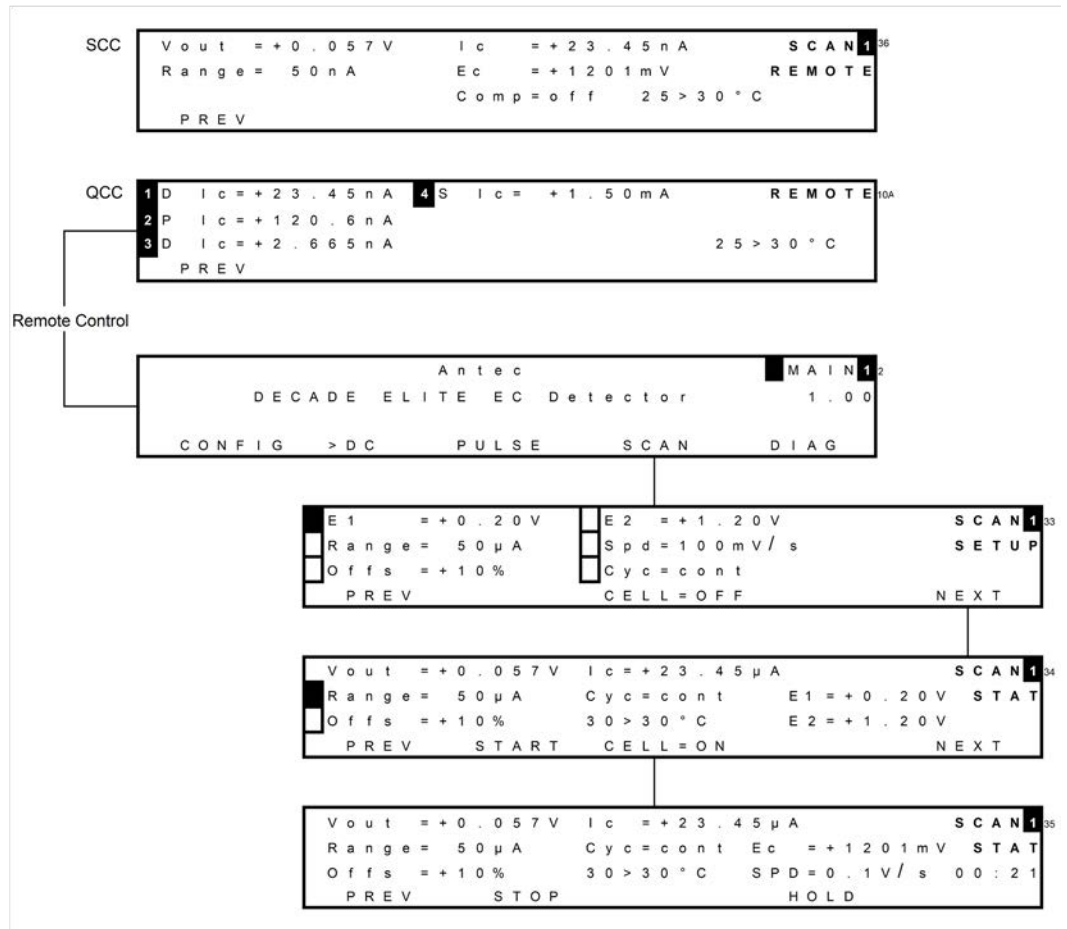 SCC
Vout =+0.057V Ic =+23.45nA SCAN 1 36
Range= 50nA Ec =+1201mV REMOTE
Comp=off 25>30°C
PREV
QCC
1 D Ic=+23.45nA 4 S Ic= +1.50mA REMOTE 10A
2 P Ic=+120.6nA
3 D Ic=+2.665nA 25>30°C
PREV
Remote Control
Antec MAIN 1 2
DECADE ELITE EC Detector 1.00
CONFIG >DC PULSE SCAN DIAG
E1 =+0.20V E2 =+1.20V SCAN 1 33
Range= 50µA Spd=100mV/s SETUP
Offs =+10% Cyc=cont
PREV CELL=OFF NEXT
Vout =+0.057V Ic=+23.45µA SCAN 1 34
Range= 50µA Cyc=cont E1=+0.20V STAT
Offs =+10% 30>30°C E2=+1.20V
PREV START CELL=ON NEXT
Vout =+0.057V Ic =+23.45µA SCAN 1 35
Range= 50µA Cyc=cont Ec =+1201mV STAT
Offs =+10% 30>30°C SPD=0.1V/s 00:21
PREV STOP HOLD